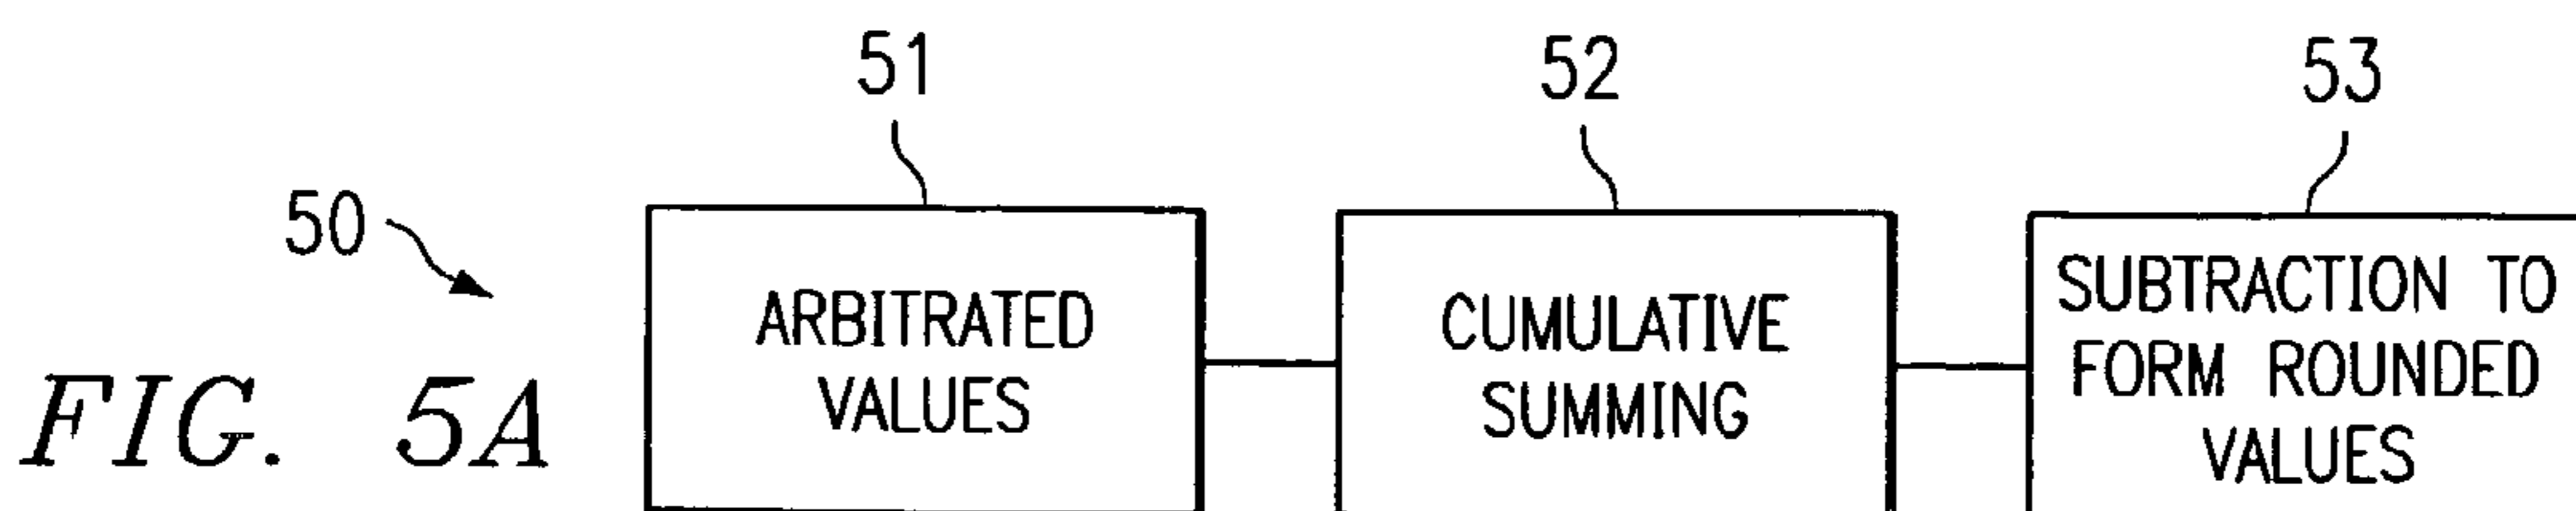 51
52
53
50
ARBITRATED
VALUES
CUMULATIVE
SUMMING
SUBTRACTION TO
FORM ROUNDED
VALUES
FIG. 5A